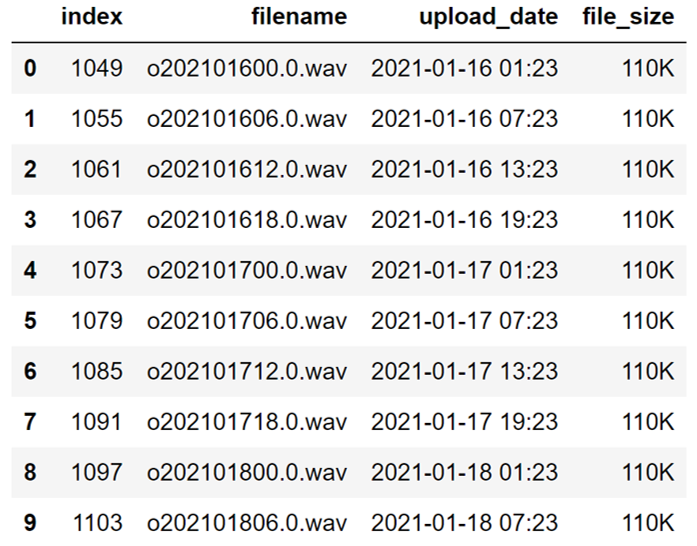 index filename upload_date file_size
0 1049 o202101600.0.wav 2021-01-16 01:23 110K
1 1055 o202101606.0.wav 2021-01-16 07:23 110K
2 1061 o202101612.0.wav 2021-01-16 13:23 110K
3 1067 o202101618.0.wav 2021-01-16 19:23 110K
4 1073 o202101700.0.wav 2021-01-17 01:23 110K
5 1079 o202101706.0.wav 2021-01-17 07:23 110K
6 1085 o202101712.0.wav 2021-01-17 13:23 110K
7 1091 o202101718.0.wav 2021-01-17 19:23 110K
8 1097 o202101800.0.wav 2021-01-18 01:23 110K
9 1103 o202101806.0.wav 2021-01-18 07:23 110K